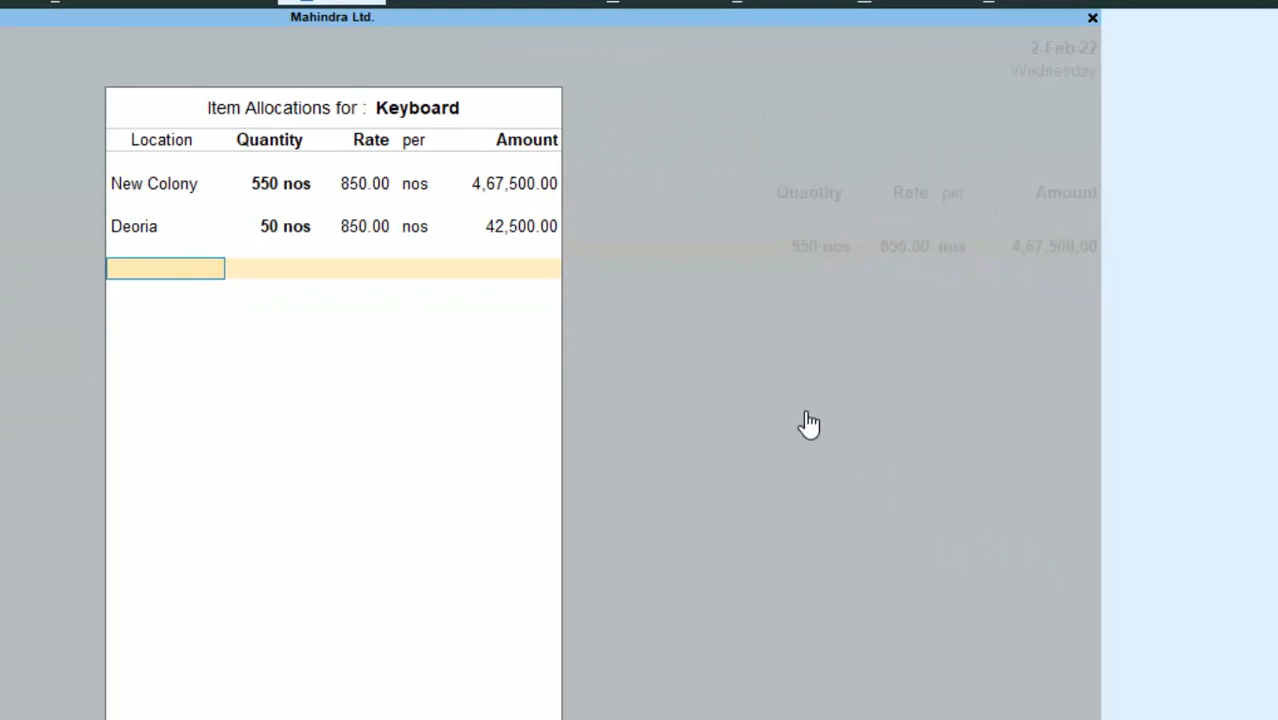 Mahindra Ltd.
2-Feb-22
Wednesday
Item Allocations for : Keyboard
Location Quantity Rate per Amount
New Colony 550 nos 850.00 nos 4,67,500.00
Deoria 50 nos 850.00 nos 42,500.00
Quantity Rate per Amount
550 nos 850.00 nos 4,67,500.00